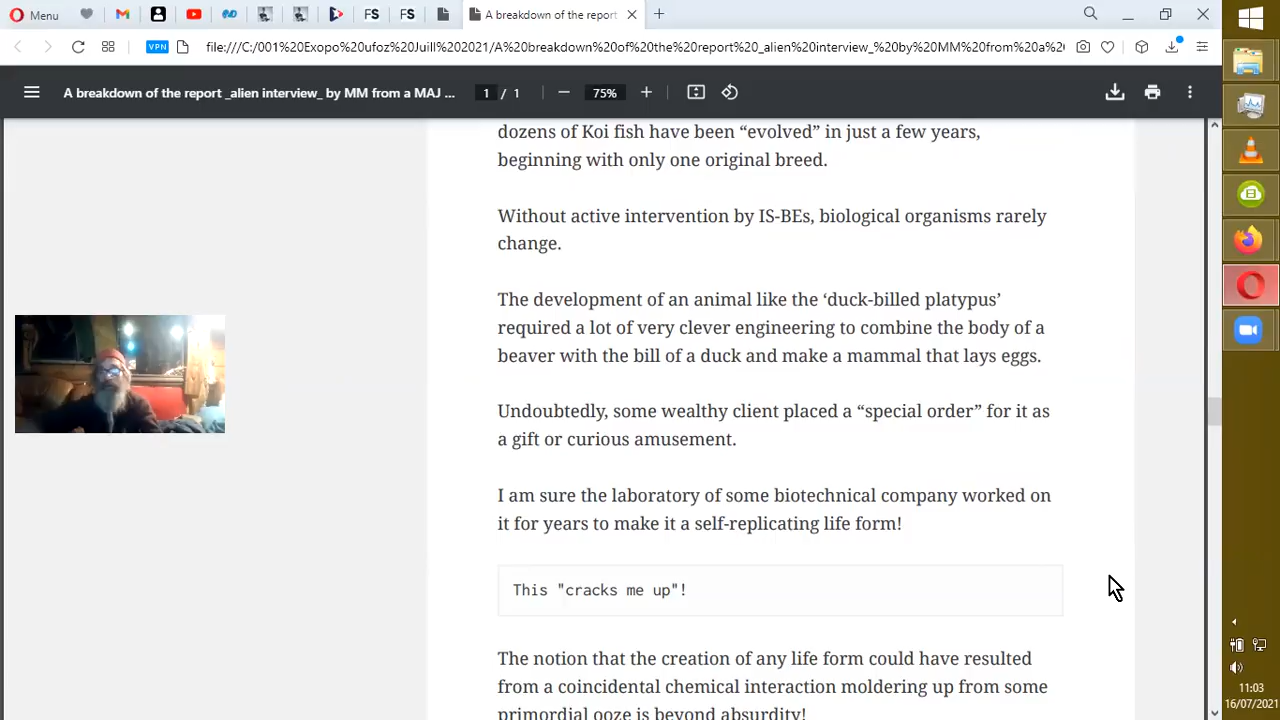 Menu
FS
FS
A breakdown of the report
VPN
file:///C:/001%20Exopo%20ufoz%20Juill%202021/A%20breakdown%20of%20the%20report%20_alien%20interview_%20by%20MM%20from%20a%2(
A breakdown of the report _alien interview_ by MM from a MAJ ...
1 / 1
75%
dozens of Koi fish have been “evolved” in just a few years,
beginning with only one original breed.
Without active intervention by IS-BEs, biological organisms rarely
change.
The development of an animal like the ‘duck-billed platypus’
required a lot of very clever engineering to combine the body of a
beaver with the bill of a duck and make a mammal that lays eggs.
Undoubtedly, some wealthy client placed a “special order” for it as
a gift or curious amusement.
I am sure the laboratory of some biotechnical company worked on
it for years to make it a self-replicating life form!
This "cracks me up"!
The notion that the creation of any life form could have resulted
from a coincidental chemical interaction moldering up from some
primordial ooze is beyond absurdity!
11:03
16/07/2021